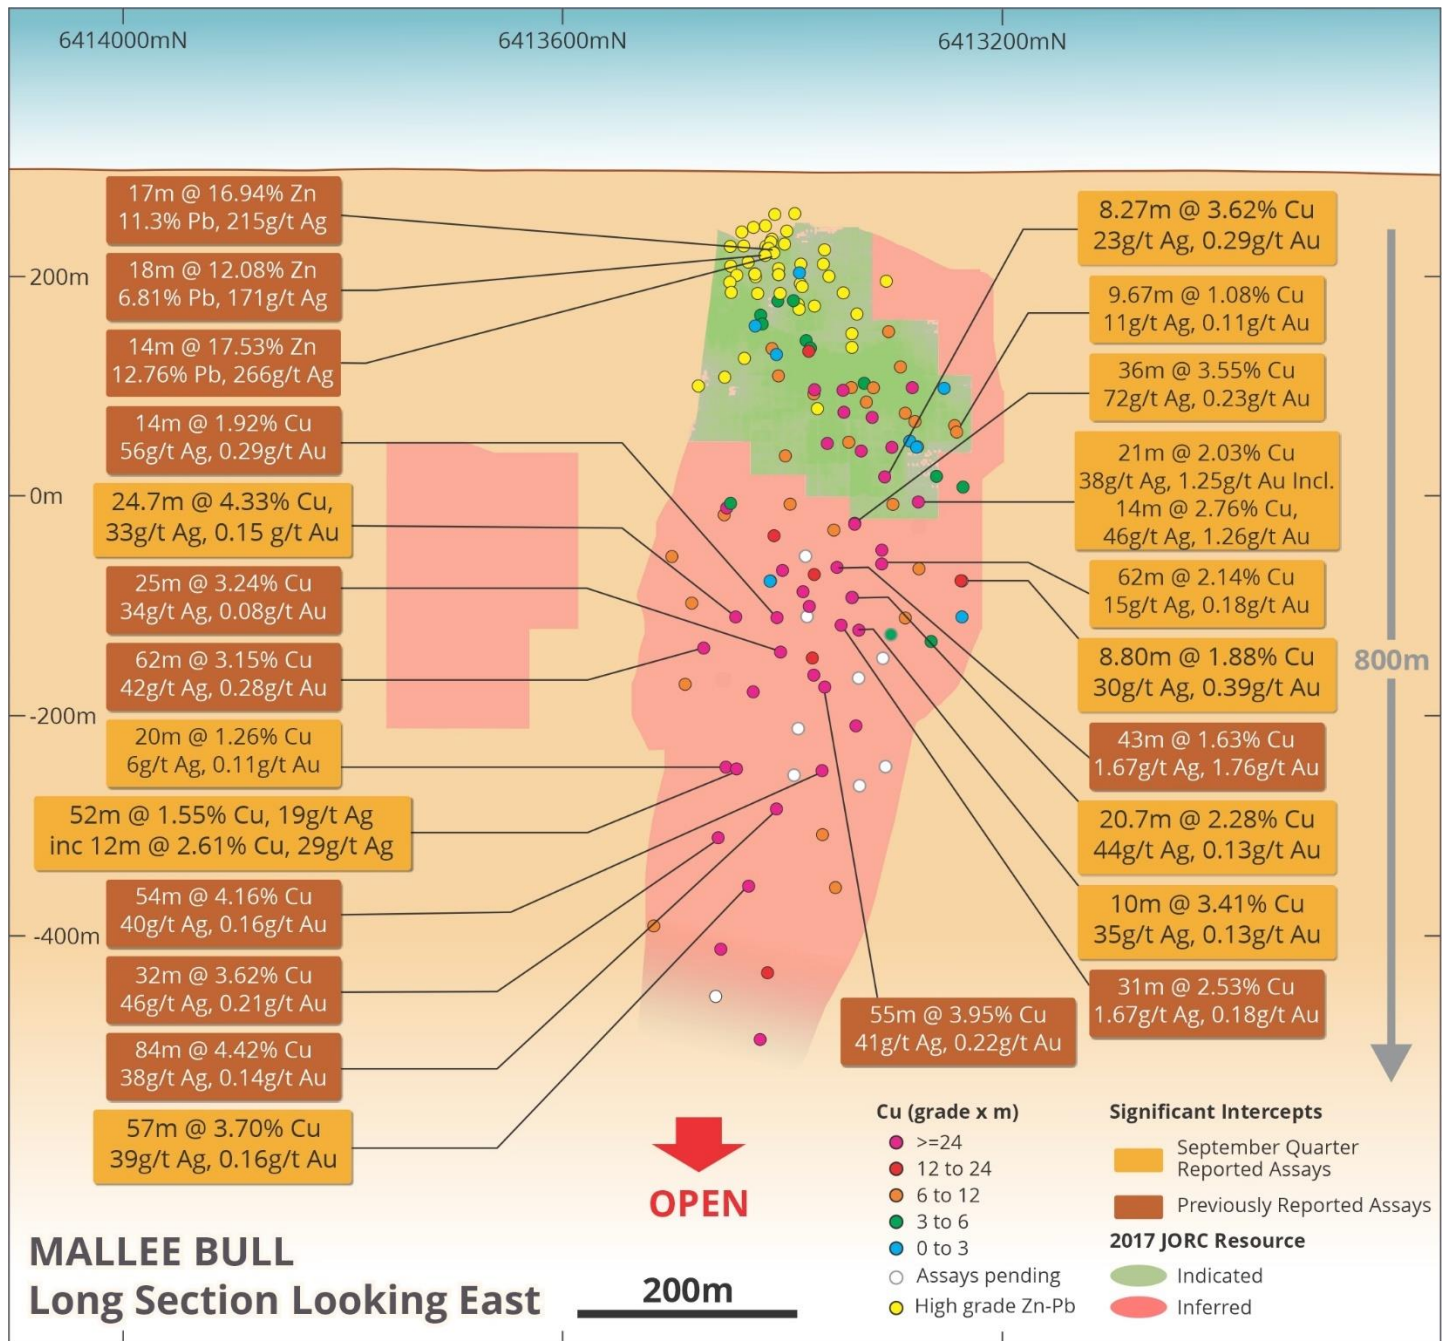 6414000mN
6413600mN
6413200mN
17m @ 16.94% Zn
11.3% Pb, 215g/t Ag
18m @ 12.08% Zn
6.81% Pb, 171g/t Ag
14m @ 17.53% Zn
12.76% Pb, 266g/t Ag
14m @ 1.92% Cu
56g/t Ag, 0.29g/t Au
24.7m @ 4.33% Cu,
33g/t Ag, 0.15 g/t Au
25m @ 3.24% Cu
34g/t Ag, 0.08g/t Au
62m @ 3.15% Cu
42g/t Ag, 0.28g/t Au
20m @ 1.26% Cu
6g/t Ag, 0.11g/t Au
52m @ 1.55% Cu, 19g/t Ag
inc 12m @ 2.61% Cu, 29g/t Ag
54m @ 4.16% Cu
40g/t Ag, 0.16g/t Au
32m @ 3.62% Cu
46g/t Ag, 0.21g/t Au
84m @ 4.42% Cu
38g/t Ag, 0.14g/t Au
57m @ 3.70% Cu
39g/t Ag, 0.16g/t Au
200m
0m
-200m
-400m
8.27m @ 3.62% Cu
23g/t Ag, 0.29g/t Au
9.67m @ 1.08% Cu
11g/t Ag, 0.11g/t Au
36m @ 3.55% Cu
72g/t Ag, 0.23g/t Au
21m @ 2.03% Cu
38g/t Ag, 1.25g/t Au Incl.
14m @ 2.76% Cu,
46g/t Ag, 1.26g/t Au
62m @ 2.14% Cu
15g/t Ag, 0.18g/t Au
8.80m @ 1.88% Cu
30g/t Ag, 0.39g/t Au
43m @ 1.63% Cu
1.67g/t Ag, 1.76g/t Au
20.7m @ 2.28% Cu
44g/t Ag, 0.13g/t Au
10m @ 3.41% Cu
35g/t Ag, 0.13g/t Au
31m @ 2.53% Cu
1.67g/t Ag, 0.18g/t Au
55m @ 3.95% Cu
41g/t Ag, 0.22g/t Au
800m
OPEN
Cu (grade x m)
>=24
12 to 24
6 to 12
3 to 6
0 to 3
Assays pending
High grade Zn-Pb
Significant Intercepts
September Quarter
Reported Assays
Previously Reported Assays
2017 JORC Resource
Indicated
Inferred
MALLEE BULL
Long Section Looking East
200m